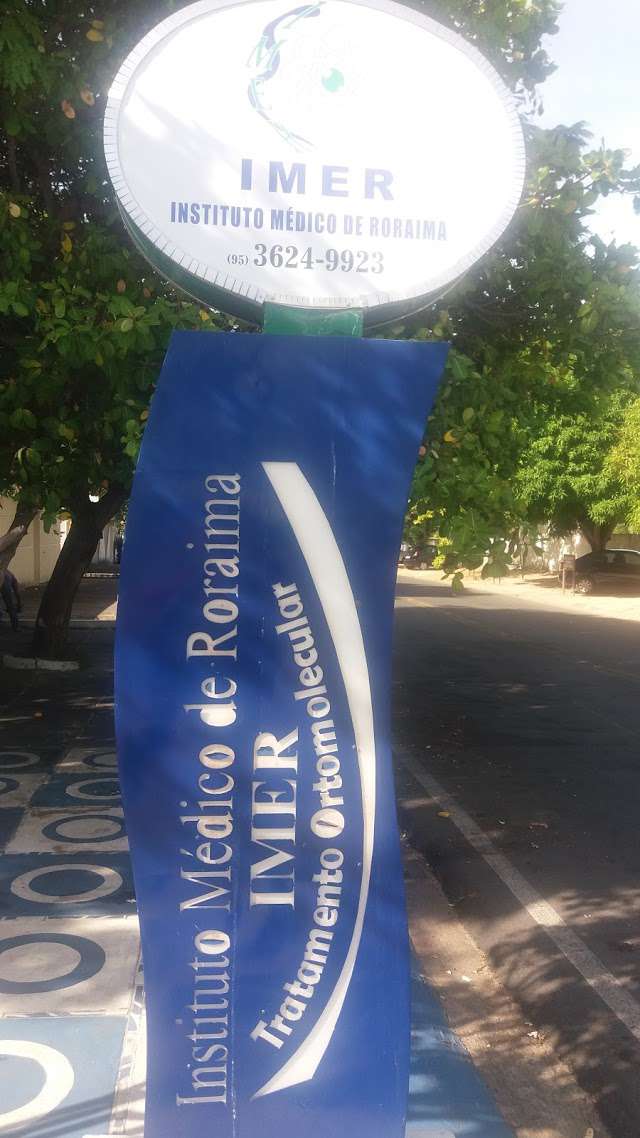 IMER
INSTITUTO MÉDICO DE RORAIMA
(95) 3624-9923
Instituto Médico de Roraima
IMER
Tratamento Ortomolecular